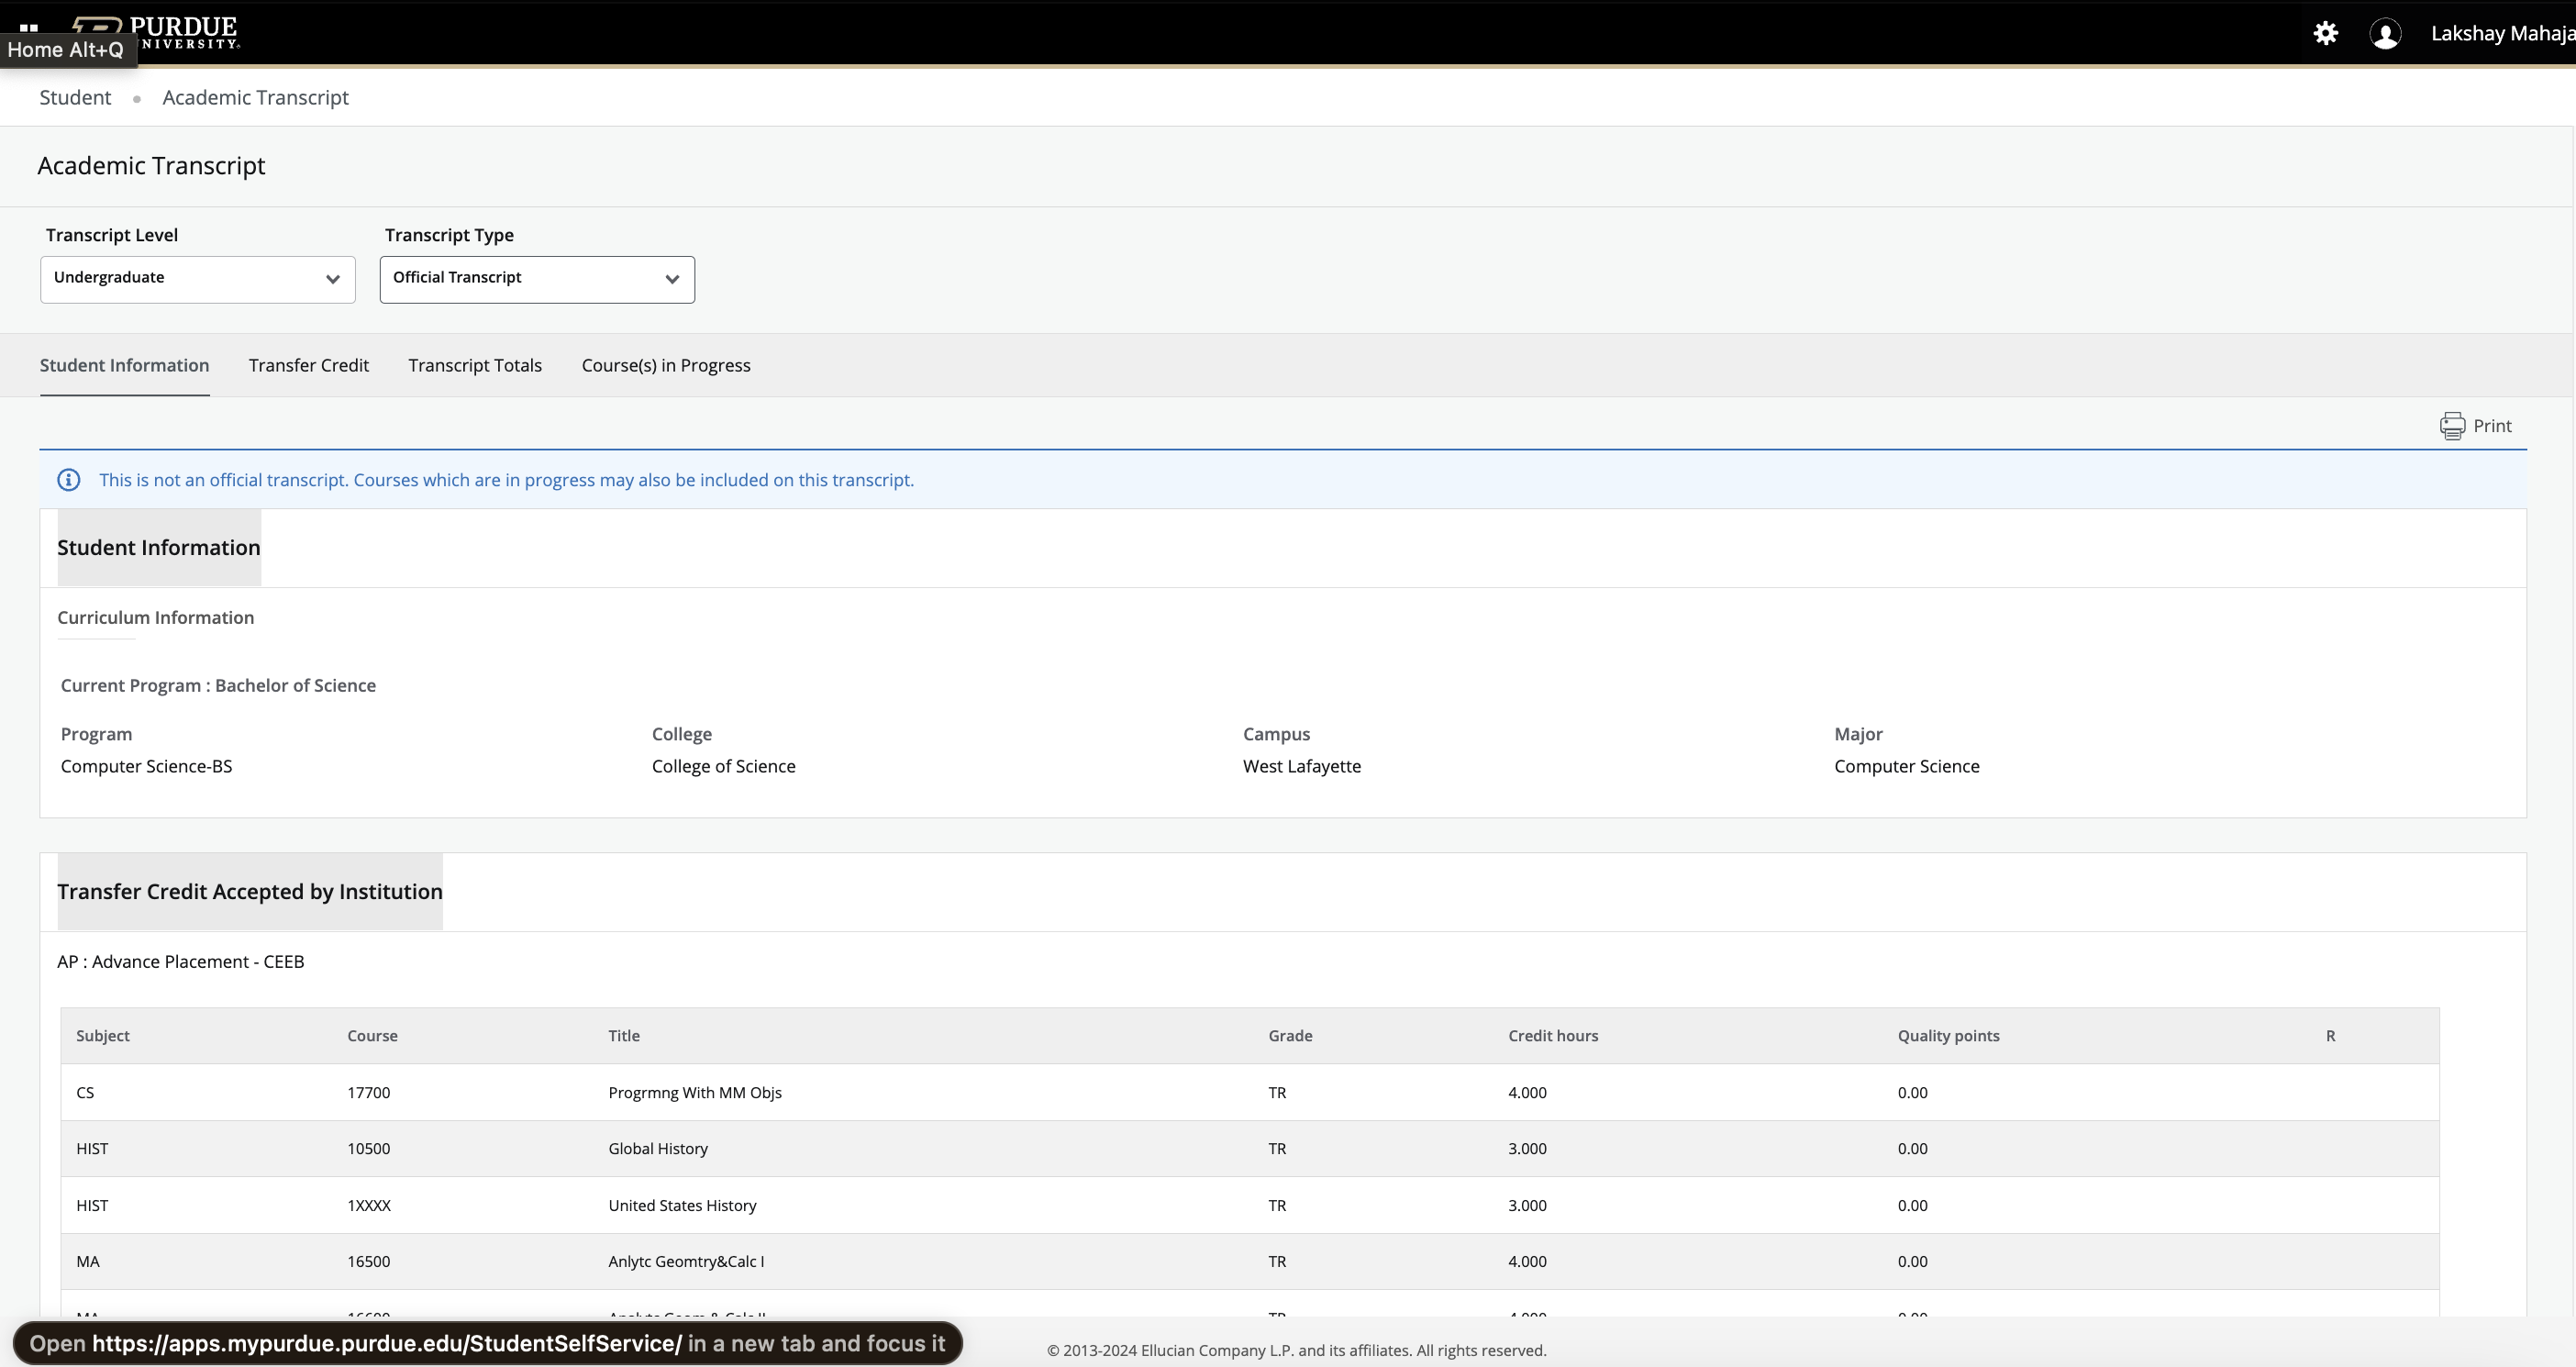 PURDUE
UNIVERSITY®
Home Alt+Q
Lakshay Mahaja
Student • Academic Transcript
Academic Transcript
Transcript Level Transcript Type
Undergraduate Official Transcript
Student Information Transfer Credit Transcript Totals Course(s) in Progress
Print
This is not an official transcript. Courses which are in progress may also be included on this transcript.
Student Information
Curriculum Information
Current Program : Bachelor of Science
Program College Campus Major
Computer Science-BS College of Science West Lafayette Computer Science
Transfer Credit Accepted by Institution
AP : Advance Placement - CEEB
Subject Course Title Grade Credit hours Quality points R
CS 17700 Progrmng With MM Objs TR 4.000 0.00
HIST 10500 Global History TR 3.000 0.00
HIST 1XXXX United States History TR 3.000 0.00
MA 16500 Anlytc Geomtry&Calc I TR 4.000 0.00
Open https://apps.mypurdue.purdue.edu/StudentSelfService/ in a new tab and focus it
© 2013-2024 Ellucian Company L.P. and its affiliates. All rights reserved.